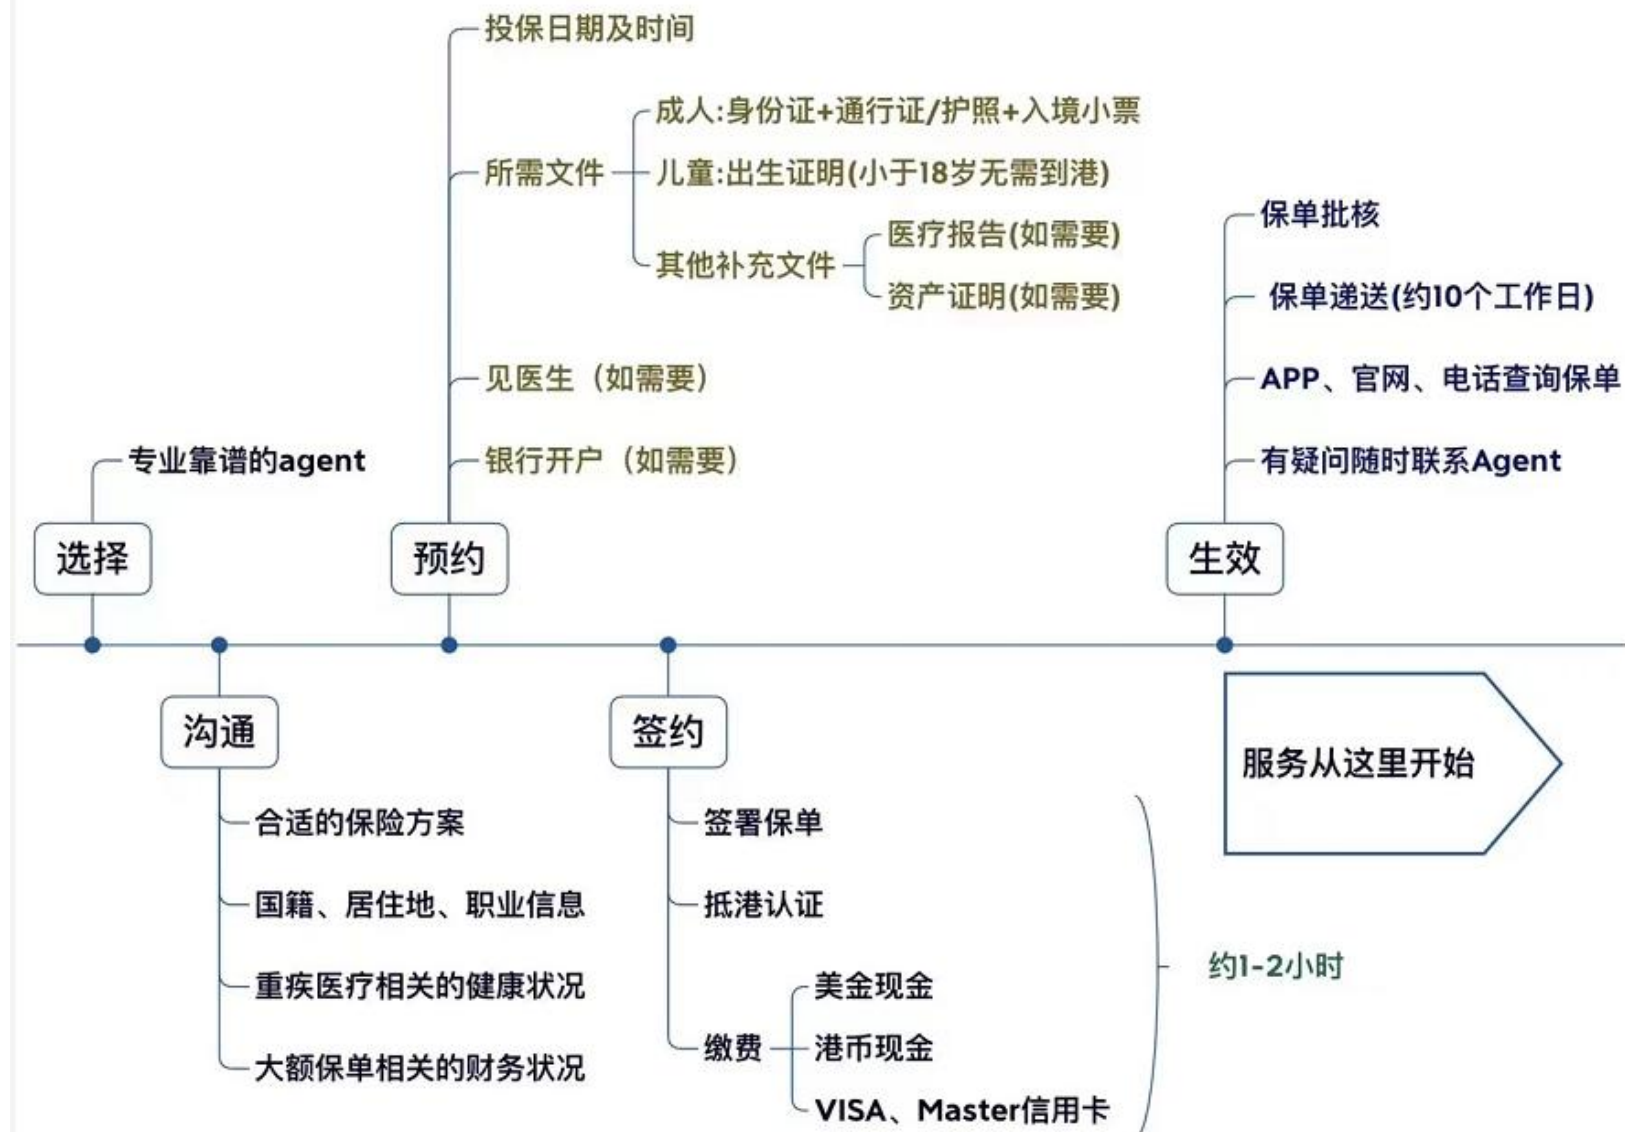 投保日期及时间
成人:身份证+通行证/护照+入境小票
所需文件
儿童:出生证明(小于18岁无需到港)
其他补充文件
医疗报告(如需要)
资产证明(如需要)
见医生（如需要）
银行开户（如需要）
保单批核
保单递送(约10个工作日)
APP、官网、电话查询保单
有疑问随时联系Agent
专业靠谱的agent
选择
预约
生效
沟通
合适的保险方案
国籍、居住地、职业信息
重疾医疗相关的健康状况
大额保单相关的财务状况
签约
签署保单
抵港认证
缴费
美金现金
港币现金
VISA、Master信用卡
约1-2小时
服务从这里开始